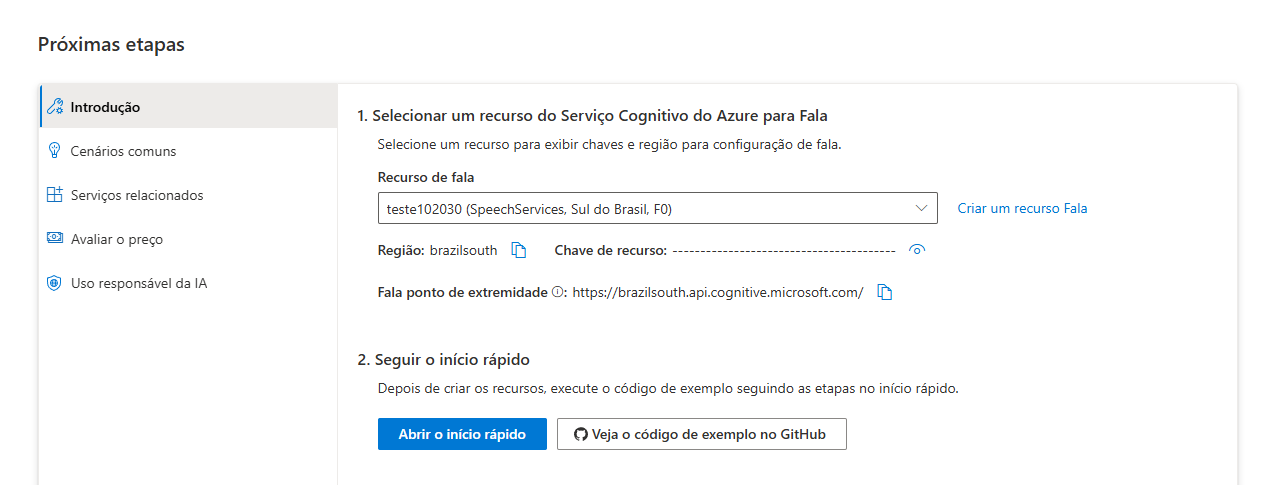 Próximas etapas
Introdução
Cenários comuns
Serviços relacionados
Avaliar o preço
Uso responsável da IA
1. Selecionar um recurso do Serviço Cognitivo do Azure para Fala
Selecione um recurso para exibir chaves e região para configuração de fala.
Recurso de fala
teste102030 (SpeechServices, Sul do Brasil, F0)
Criar um recurso Fala
Região: brazilsouth
Chave de recurso: ----------------------------------------
Fala ponto de extremidade ⓘ: https://brazilsouth.api.cognitive.microsoft.com/
2. Seguir o início rápido
Depois de criar os recursos, execute o código de exemplo seguindo as etapas no início rápido.
Abrir o início rápido
Veja o código de exemplo no GitHub